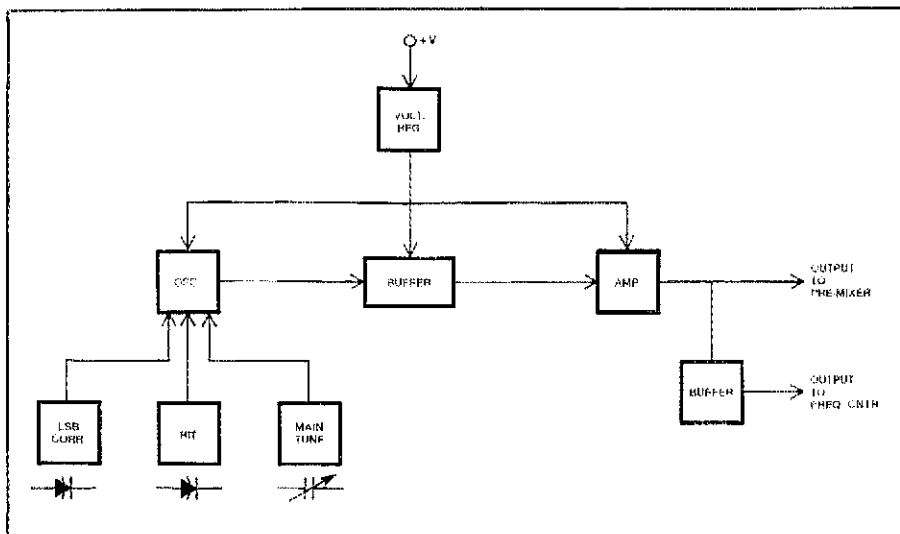 +V
VOLT.
REG
OSC
BUFFER
AMP
OUTPUT
TO
PRE-MIXER
BUFFER
OUTPUT
TO
FREQ CNTR
LSB
CORR
RIT
MAIN
TUNE